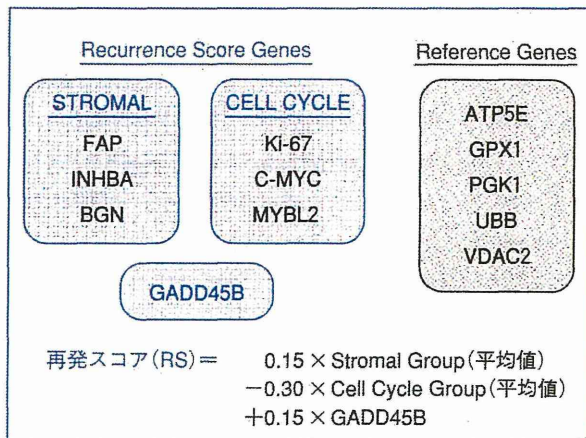 Recurrence Score Genes
Reference Genes
STROMAL
FAP
INHBA
BGN
CELL CYCLE
Ki-67
C-MYC
MYBL2
GADD45B
ATP5E
GPX1
PGK1
UBB
VDAC2
再発スコア(RS)= 0.15×Stromal Group(平均値)
−0.30×Cell Cycle Group(平均値)
+0.15×GADD45B